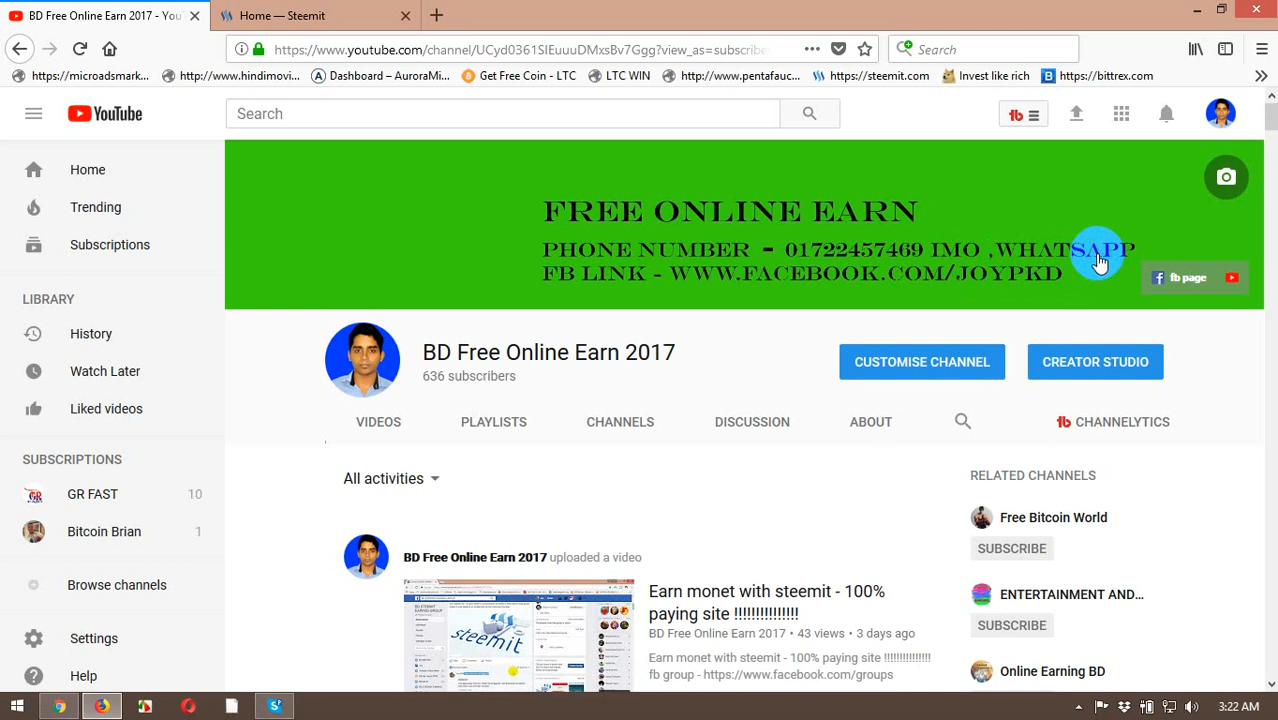 BD Free Online Earn 2017 - You
Home — Steemit
https://www.youtube.com/channel/UCyd0361SIEuuuDMxsBv7Ggg?view_as=subscribe
Search
https://microadsmark...
http://www.hindimovi...
Dashboard – AuroraMi...
Get Free Coin - LTC
LTC WIN
http://www.pentafauc...
https://steemit.com
Invest like rich
https://bittrex.com
YouTube
Search
Home
Trending
Subscriptions
LIBRARY
History
Watch Later
Liked videos
SUBSCRIPTIONS
GR FAST 10
Bitcoin Brian 1
Browse channels
Settings
Help
FREE ONLINE EARN
PHONE NUMBER - 01722457469 IMO ,WHATSAPP
FB LINK - WWW.FACEBOOK.COM/JOYPKD
fb page
BD Free Online Earn 2017
636 subscribers
CUSTOMISE CHANNEL
CREATOR STUDIO
VIDEOS
PLAYLISTS
CHANNELS
DISCUSSION
ABOUT
tb CHANNELYTICS
All activities
BD Free Online Earn 2017 uploaded a video
Earn monet with steemit - 100%
paying site !!!!!!!!!!!!!!
BD Free Online Earn 2017 • 43 views • 3 days ago
Earn monet with steemit - 100% paying site !!!!!!!!!!!!!!
fb group - https://www.facebook.com/groups
steemit
RELATED CHANNELS
Free Bitcoin World
SUBSCRIBE
ENTERTAINMENT AND...
SUBSCRIBE
Online Earning BD
3:22 AM